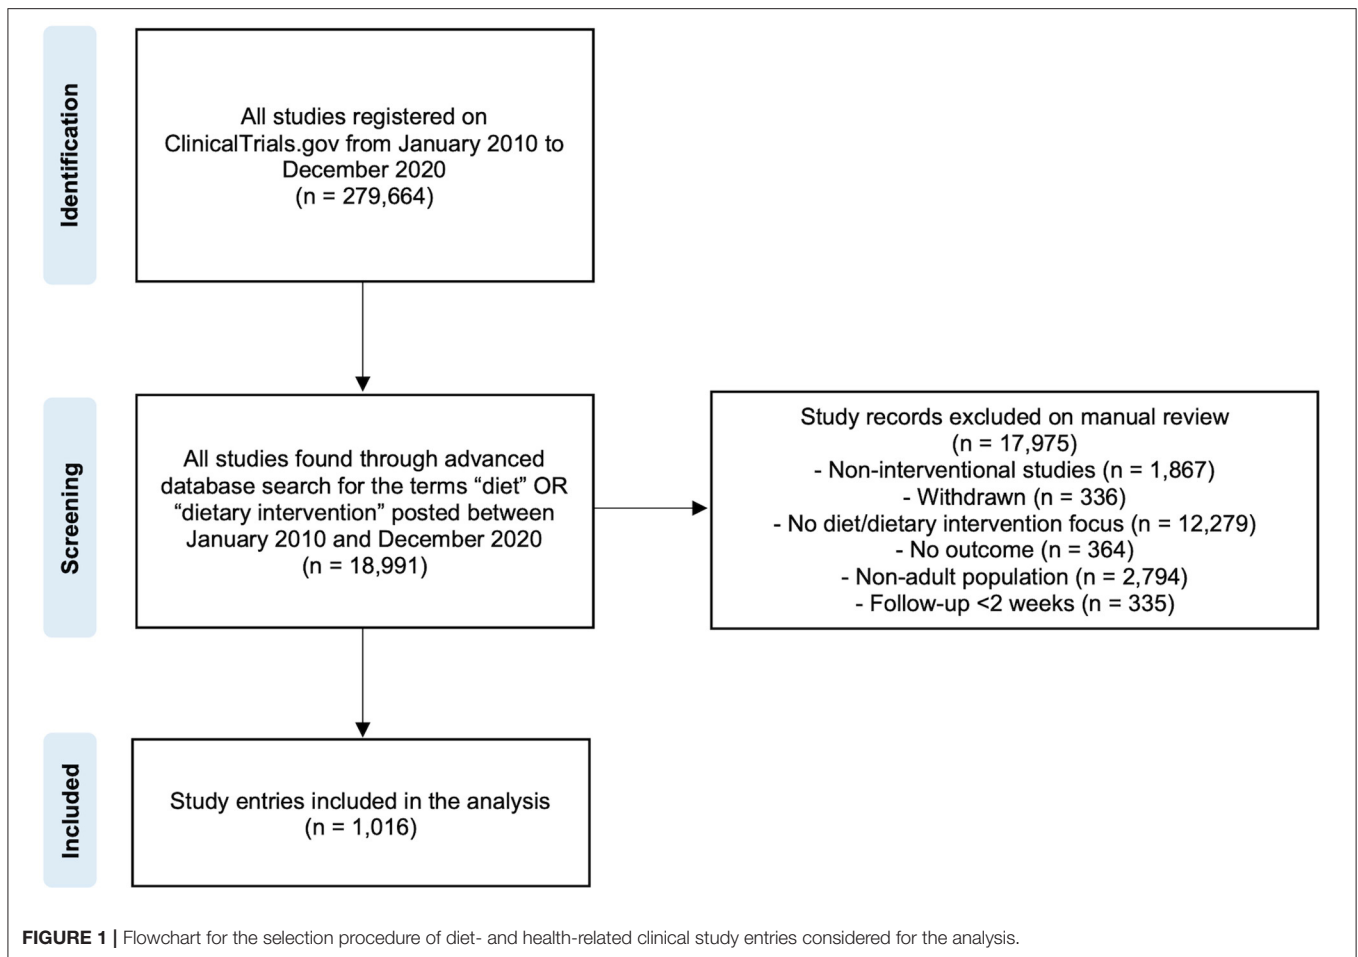 Identification
All studies registered on
ClinicalTrials.gov from January 2010 to
December 2020
(n = 279,664)
Screening
All studies found through advanced
database search for the terms “diet” OR
“dietary intervention” posted between
January 2010 and December 2020
(n = 18,991)
Study records excluded on manual review
(n = 17,975)
- Non-interventional studies (n = 1,867)
- Withdrawn (n = 336)
- No diet/dietary intervention focus (n = 12,279)
- No outcome (n = 364)
- Non-adult population (n = 2,794)
- Follow-up <2 weeks (n = 335)
Included
Study entries included in the analysis
(n = 1,016)
FIGURE 1 | Flowchart for the selection procedure of diet- and health-related clinical study entries considered for the analysis.